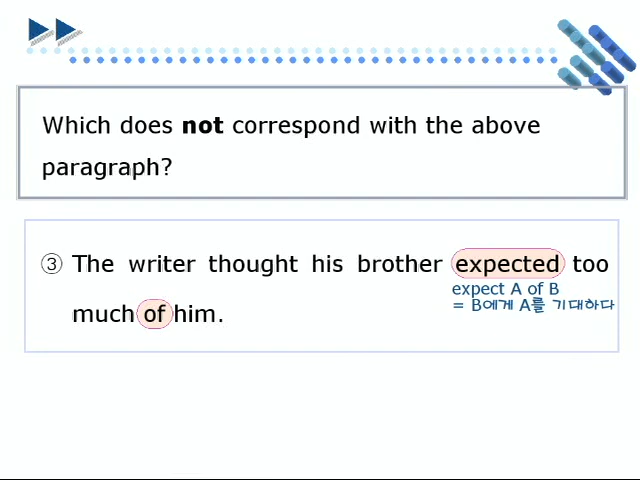 Which does not correspond with the above
paragraph?
③ The writer thought his brother expected too
expect A of B
= B에게 A를 기대하다
much of him.